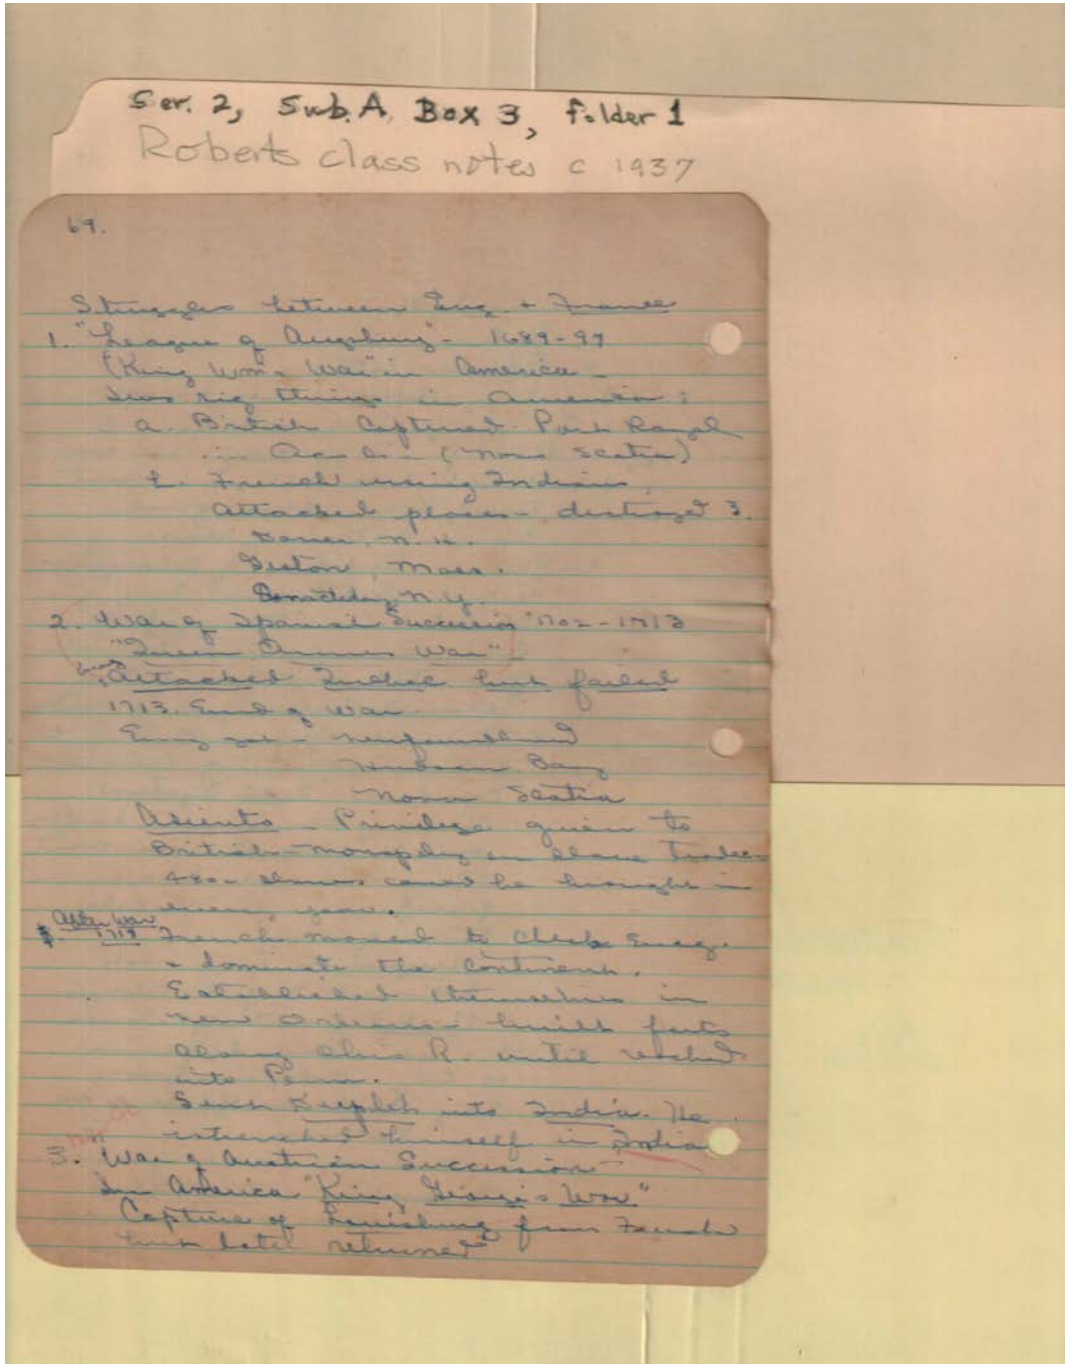 Ser. 2, Sub. A, Box 3, folder 1
Roberts class notes c 1937
69.
Struggles between Eng. + France
1. "League of Augsburg" - 1689-97
(King Wm's War" in America -
Two big things in America:
a. British Captured Port Royal
in Acadia (Nova Scotia)
b. French using Indians,
attacked places - destroyed 3.
Dover, N.H.
Groton, Mass.
N.Y.
2. War of Spanish Succession 1702-1713
"Queen Annes War"
Attacked Quebec but failed
1713. End of war
Eng got - Newfoundland
Hudson Bay
Nova Scotia
Asiento - Privilege given to
British - monoply on slave trade -
4800 slaves could be brought in
every year.
After War
French moved to check Eng.
+ dominate the continent.
Established themselves in
New Orleans - built forts
along Ohio R. until reached
into Penn.
Sent into India. He
himself in India
3. War of Austrian Succession -
In America "King George's War"
Capture of Louisburg from French
but later returned